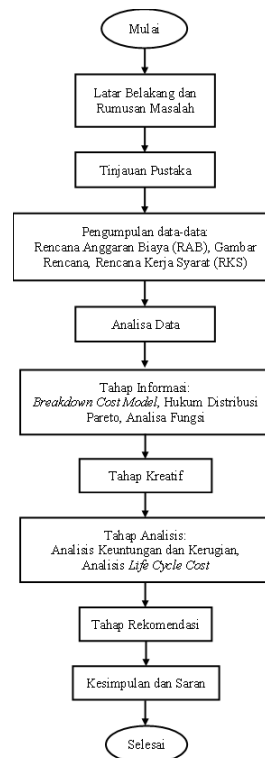 Mulai
Latar Belakang dan
Rumusan Masalah
Tinjauan Pustaka
Pengumpulan data-data:
Rencana Anggaran Biaya (RAB), Gambar
Rencana, Rencana Kerja Syarat (RKS)
Analisa Data
Tahap Informasi:
Breakdown Cost Model, Hukum Distribusi
Pareto, Analisa Fungsi
Tahap Kreatif
Tahap Analisis:
Analisis Keuntungan dan Kerugian,
Analisis Life Cycle Cost
Tahap Rekomendasi
Kesimpulan dan Saran
Selesai